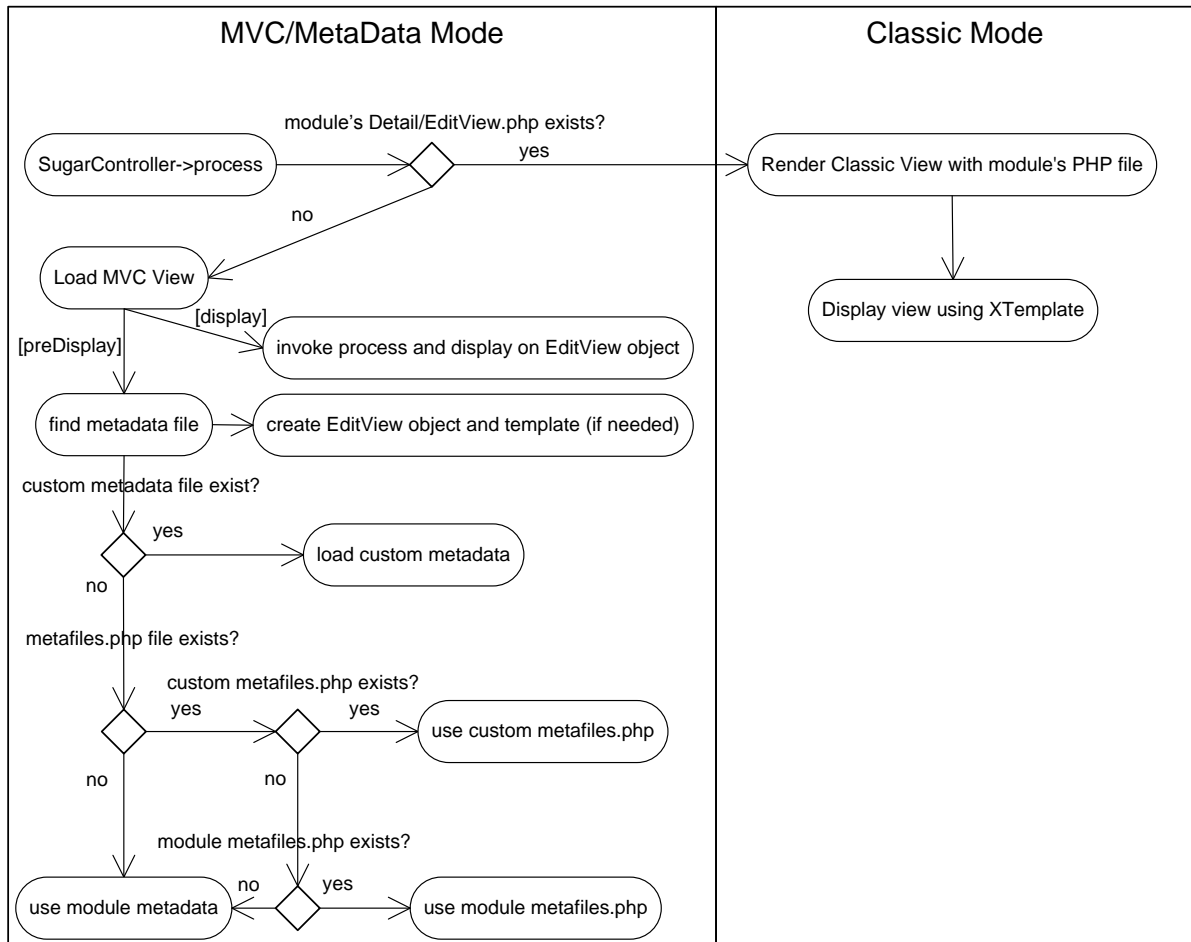 MVC/MetaData Mode
Classic Mode
module's Detail/EditView.php exists?
SugarController->process
yes
Render Classic View with module's PHP file
no
Load MVC View
Display view using XTemplate
[display]
[preDisplay]
invoke process and display on EditView object
find metadata file
create EditView object and template (if needed)
custom metadata file exist?
yes
load custom metadata
no
metafiles.php file exists?
custom metafiles.php exists?
yes
yes
use custom metafiles.php
no
no
module metafiles.php exists?
use module metadata
no
yes
use module metafiles.php